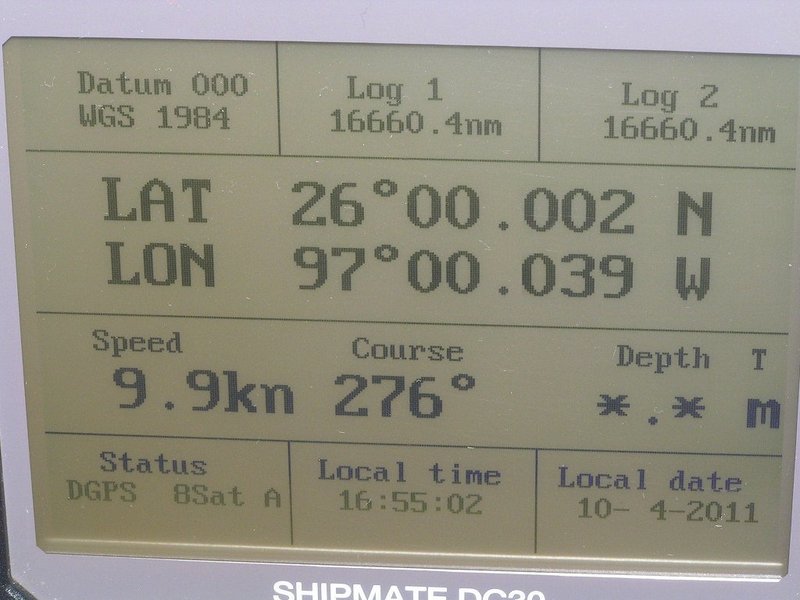 Datum 000
WGS 1984
Log 1
16660.4nm
Log 2
16660.4nm
LAT 26°00.002 N
LON 97°00.039 W
Speed
9.9kn
Course
276°
Depth T
*.* m
Status
DGPS 8Sat A
Local time
16:55:02
Local date
10- 4-2011
SHIPMATE